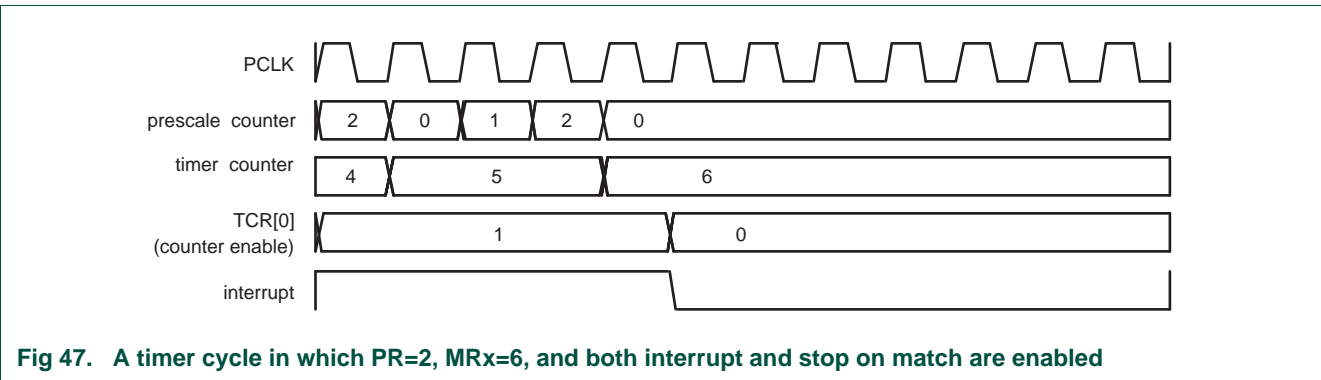 PCLK
prescale counter
2 0 1 2 0
timer counter
4 5 6
TCR[0]
(counter enable)
1 0
interrupt
Fig 47. A timer cycle in which PR=2, MRx=6, and both interrupt and stop on match are enabled